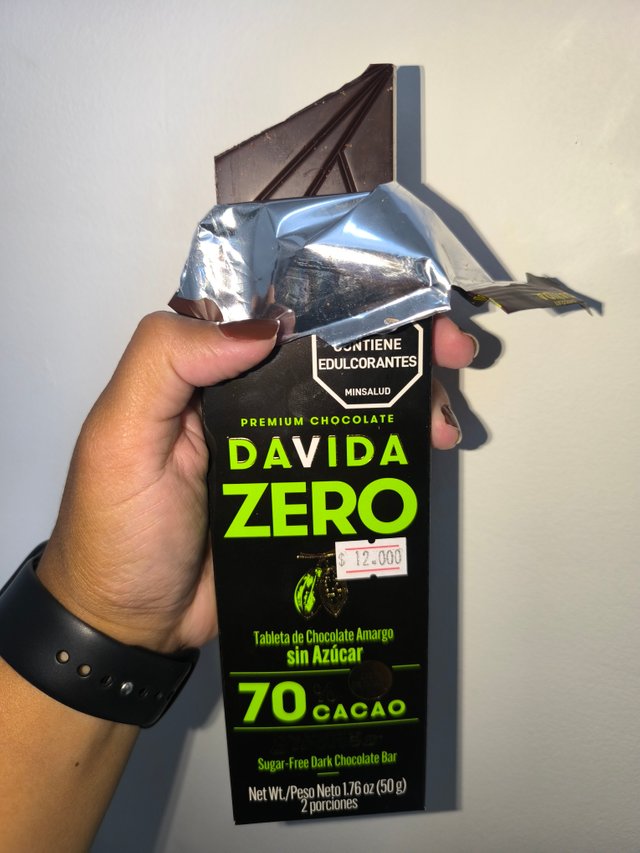 CONTIENE
EDULCORANTES
MINSALUD
PREMIUM CHOCOLATE
DAVIDA
ZERO
$ 12.000
Tableta de Chocolate Amargo
sin Azúcar
70% CACAO
Sugar-Free Dark Chocolate Bar
Net Wt./Peso Neto 1.76 oz (50 g)
2 porciones